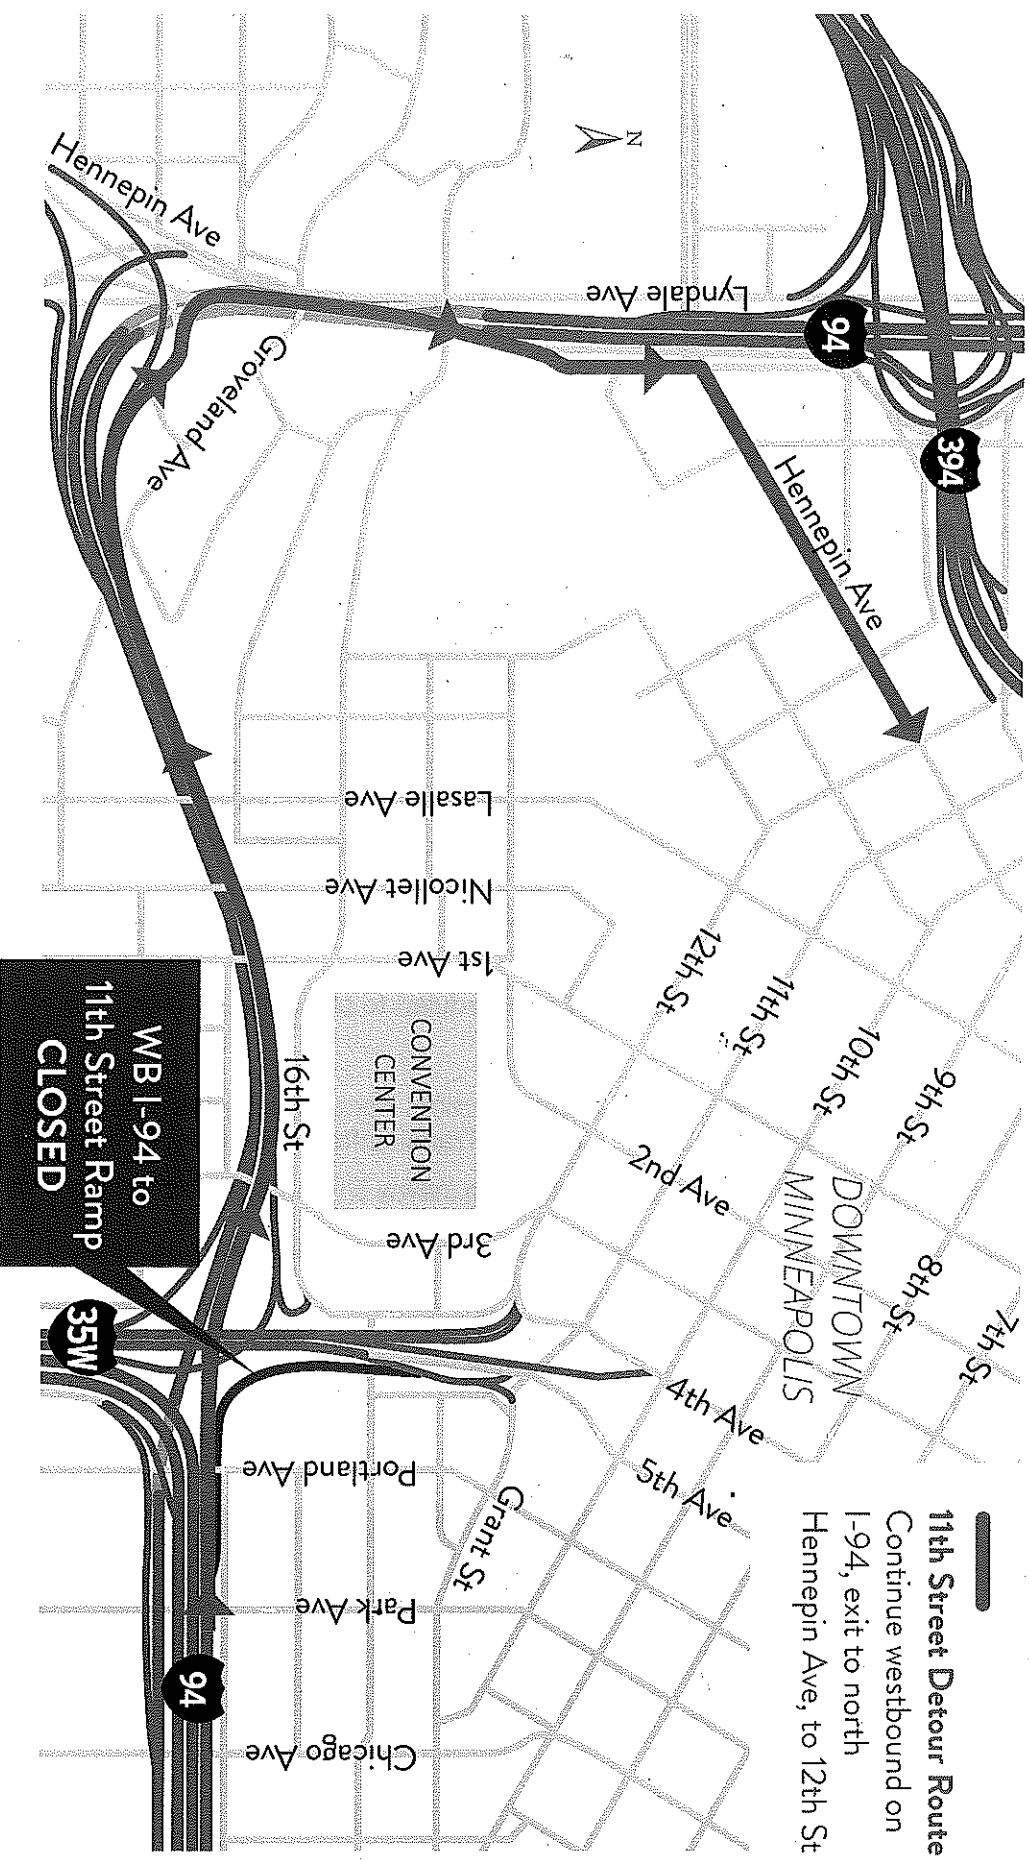 11th Street Detour Route
Continue westbound on
I-94, exit to north
Hennepin Ave, to 12th St
N
394
94
Lyndale Ave
Hennepin Ave
Hennepin Ave
Groveland Ave
Lasalle Ave
Nicollet Ave
1st Ave
12th St
11th St
10th St
9th St
8th St
7th St
DOWNTOWN
MINNEAPOLIS
2nd Ave
CONVENTION
CENTER
16th St
3rd Ave
4th Ave
5th Ave
Grant St
Portland Ave
Park Ave
Chicago Ave
35W
94
WB I-94 to
11th Street Ramp
CLOSED